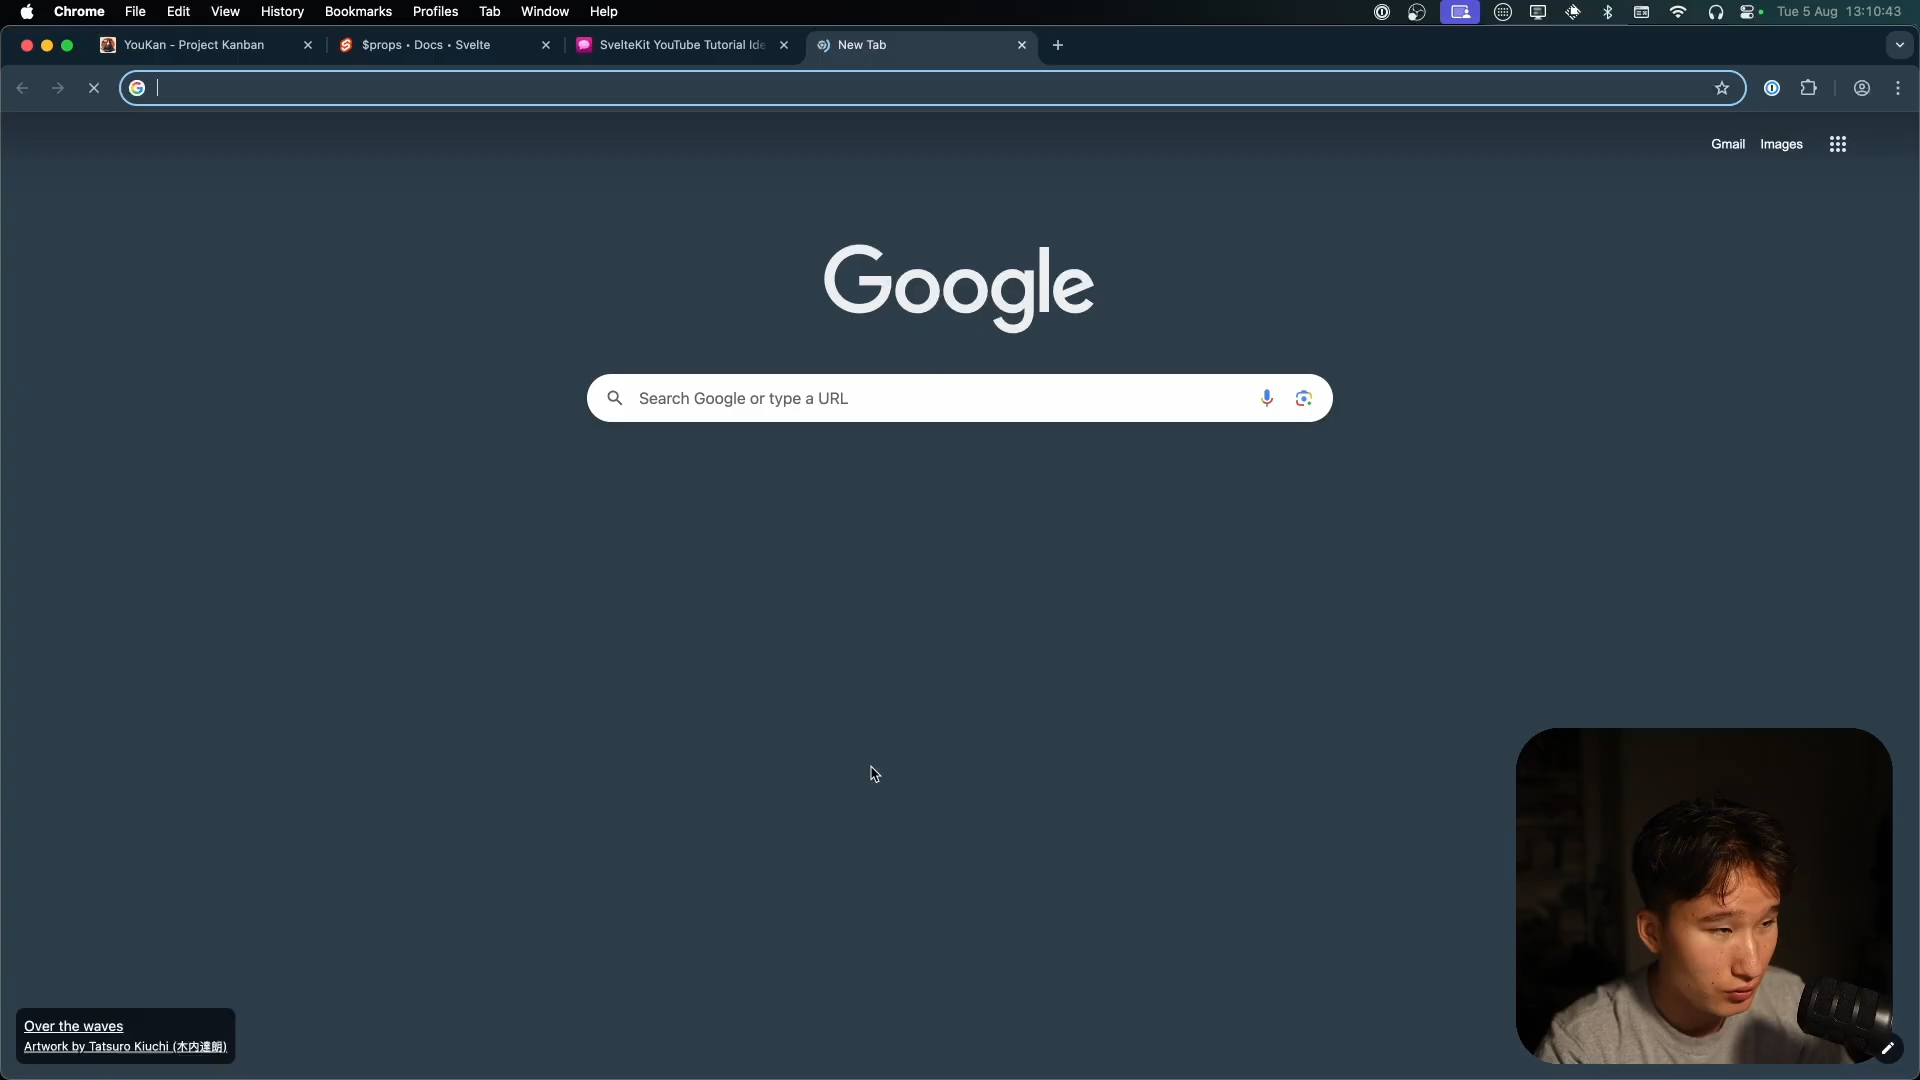 Chrome File Edit View History Bookmarks Profiles Tab Window Help Tue 5 Aug 13:10:43
YouKan - Project Kanban $props • Docs • Svelte SvelteKit YouTube Tutorial Ide New Tab
Gmail Images
Google
Search Google or type a URL
Over the waves
Artwork by Tatsuro Kiuchi (木内達朗)